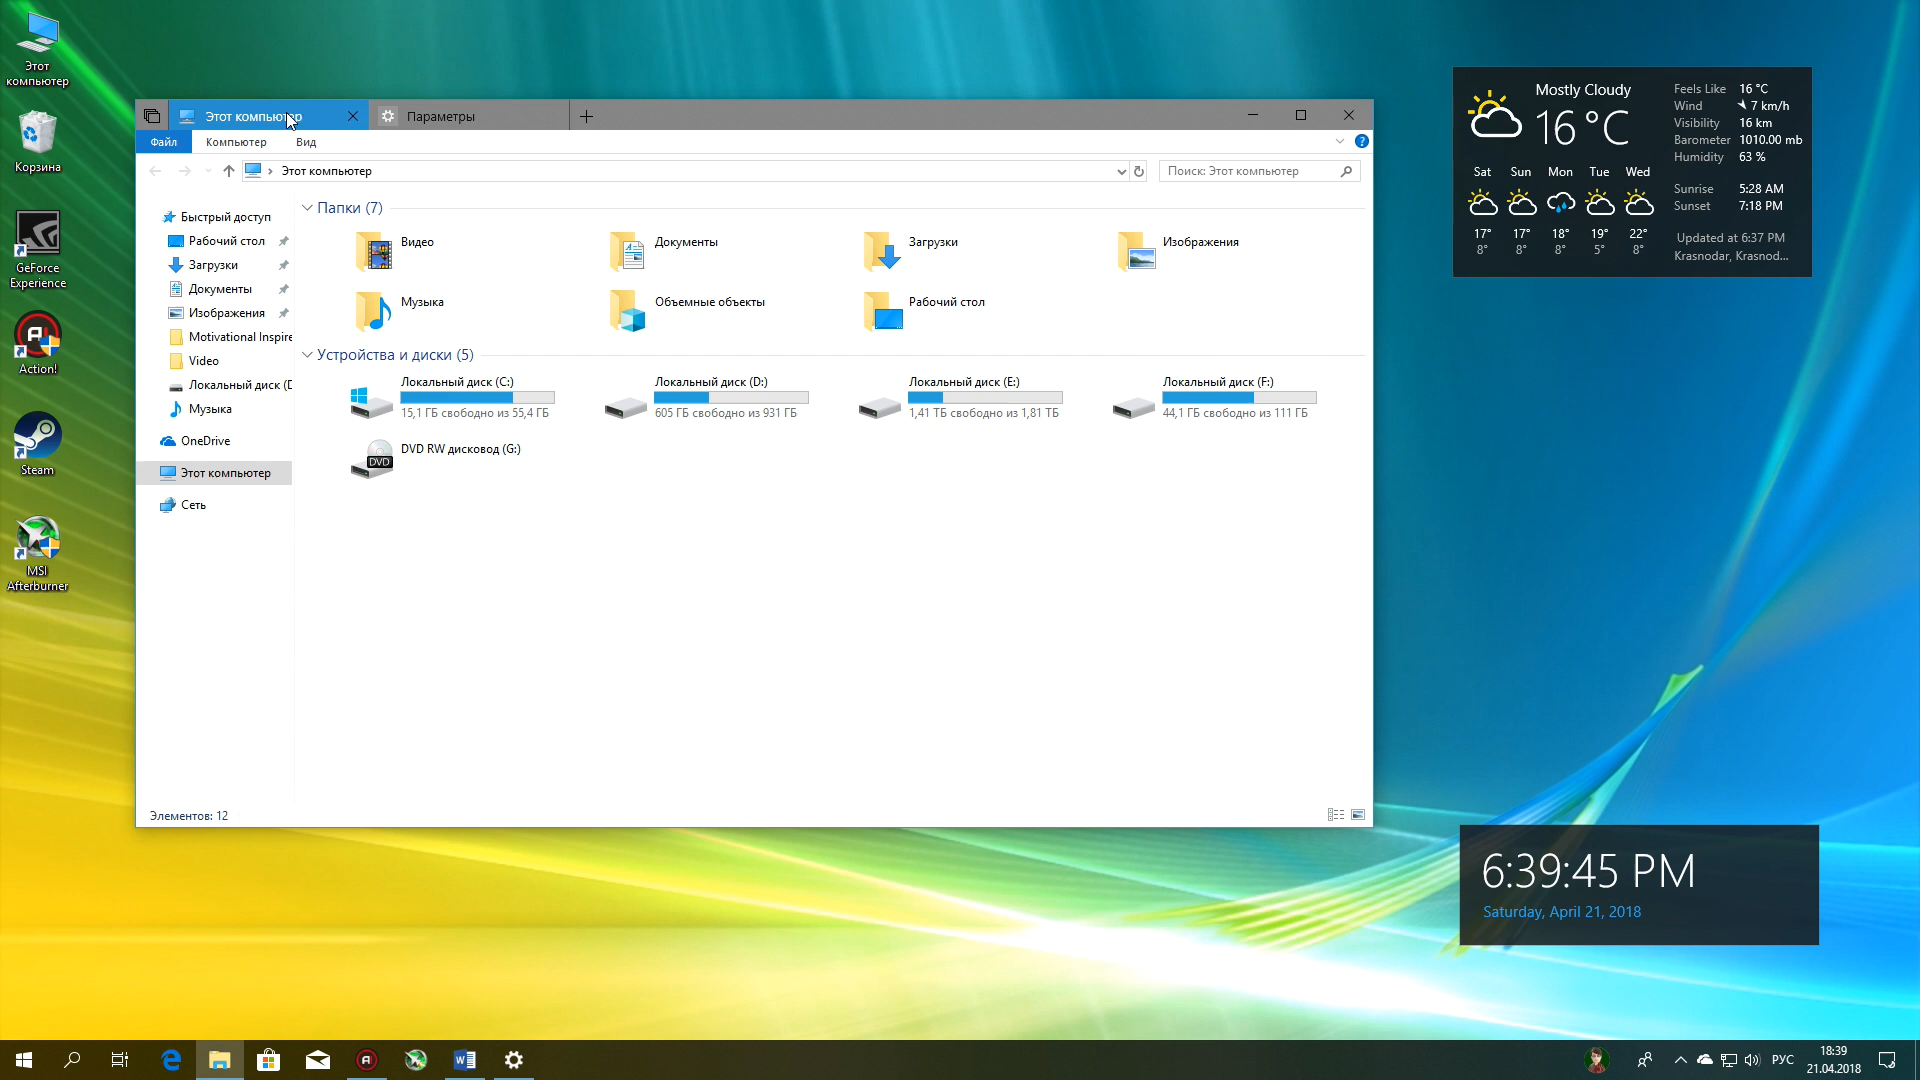 Этот
компьютер
Корзина
GeForce
Experience
Action!
Steam
MSI
Afterburner
Этот компьютер
Параметры
Файл
Компьютер
Вид
Этот компьютер
Поиск: Этот компьютер
Быстрый доступ
Рабочий стол
Загрузки
Документы
Изображения
Motivational Inspire
Video
Локальный диск (D
Музыка
OneDrive
Этот компьютер
Сеть
Папки (7)
Видео
Документы
Загрузки
Изображения
Музыка
Объемные объекты
Рабочий стол
Устройства и диски (5)
Локальный диск (C:)
15,1 ГБ свободно из 55,4 ГБ
Локальный диск (D:)
605 ГБ свободно из 931 ГБ
Локальный диск (E:)
1,41 ТБ свободно из 1,81 ТБ
Локальный диск (F:)
44,1 ГБ свободно из 111 ГБ
DVD
DVD RW дисковод (G:)
Элементов: 12
Mostly Cloudy
16 °C
Feels Like 16 °C
Wind 7 km/h
Visibility 16 km
Barometer 1010.00 mb
Humidity 63 %
Sat Sun Mon Tue Wed
17° 17° 18° 19° 22°
8° 8° 8° 5° 8°
Sunrise 5:28 AM
Sunset 7:18 PM
Updated at 6:37 PM
Krasnodar, Krasnod...
6:39:45 PM
Saturday, April 21, 2018
РУС
18:39
21.04.2018